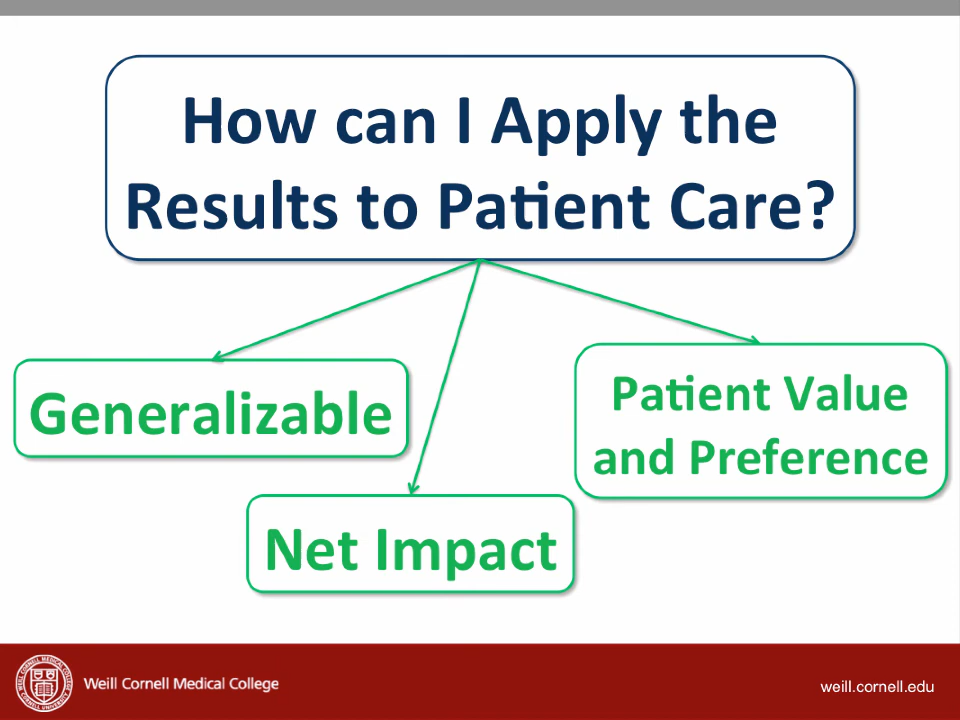 How can I Apply the
Results to Patient Care?
Generalizable
Patient Value
and Preference
Net Impact
Weill Cornell Medical College
weill.cornell.edu